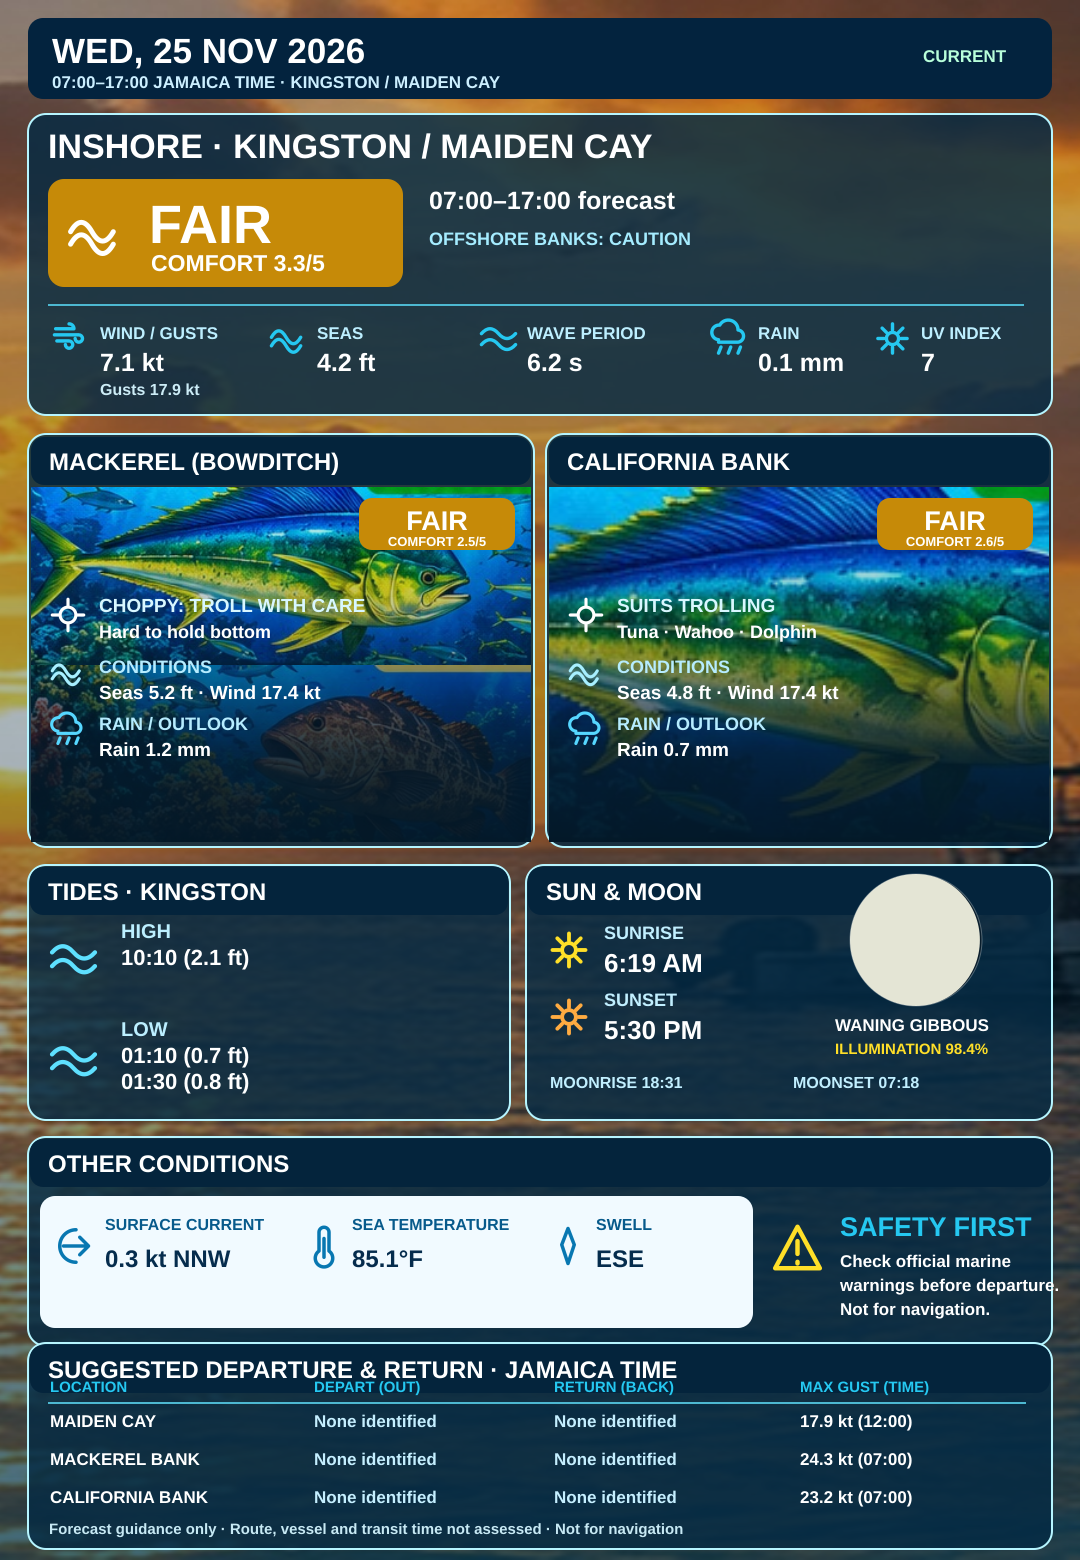 WED, 25 NOV 2026
07:00–17:00 JAMAICA TIME · KINGSTON / MAIDEN CAY
CURRENT
INSHORE · KINGSTON / MAIDEN CAY
FAIR
COMFORT 3.3/5
07:00–17:00 forecast
OFFSHORE BANKS: CAUTION
WIND / GUSTS
7.1 kt
Gusts 17.9 kt
SEAS
4.2 ft
WAVE PERIOD
6.2 s
RAIN
0.1 mm
UV INDEX
7
MACKEREL (BOWDITCH)
FAIR
COMFORT 2.5/5
CHOPPY: TROLL WITH CARE
Hard to hold bottom
CONDITIONS
Seas 5.2 ft · Wind 17.4 kt
RAIN / OUTLOOK
Rain 1.2 mm
CALIFORNIA BANK
FAIR
COMFORT 2.6/5
SUITS TROLLING
Tuna · Wahoo · Dolphin
CONDITIONS
Seas 4.8 ft · Wind 17.4 kt
RAIN / OUTLOOK
Rain 0.7 mm
TIDES · KINGSTON
HIGH
10:10 (2.1 ft)
LOW
01:10 (0.7 ft)
01:30 (0.8 ft)
SUN & MOON
SUNRISE
6:19 AM
SUNSET
5:30 PM
WANING GIBBOUS
ILLUMINATION 98.4%
MOONRISE 18:31
MOONSET 07:18
OTHER CONDITIONS
SURFACE CURRENT
0.3 kt NNW
SEA TEMPERATURE
85.1°F
SWELL
ESE
SAFETY FIRST
Check official marine
warnings before departure.
Not for navigation.
SUGGESTED DEPARTURE & RETURN · JAMAICA TIME
LOCATION DEPART (OUT) RETURN (BACK) MAX GUST (TIME)
MAIDEN CAY None identified None identified 17.9 kt (12:00)
MACKEREL BANK None identified None identified 24.3 kt (07:00)
CALIFORNIA BANK None identified None identified 23.2 kt (07:00)
Forecast guidance only · Route, vessel and transit time not assessed · Not for navigation